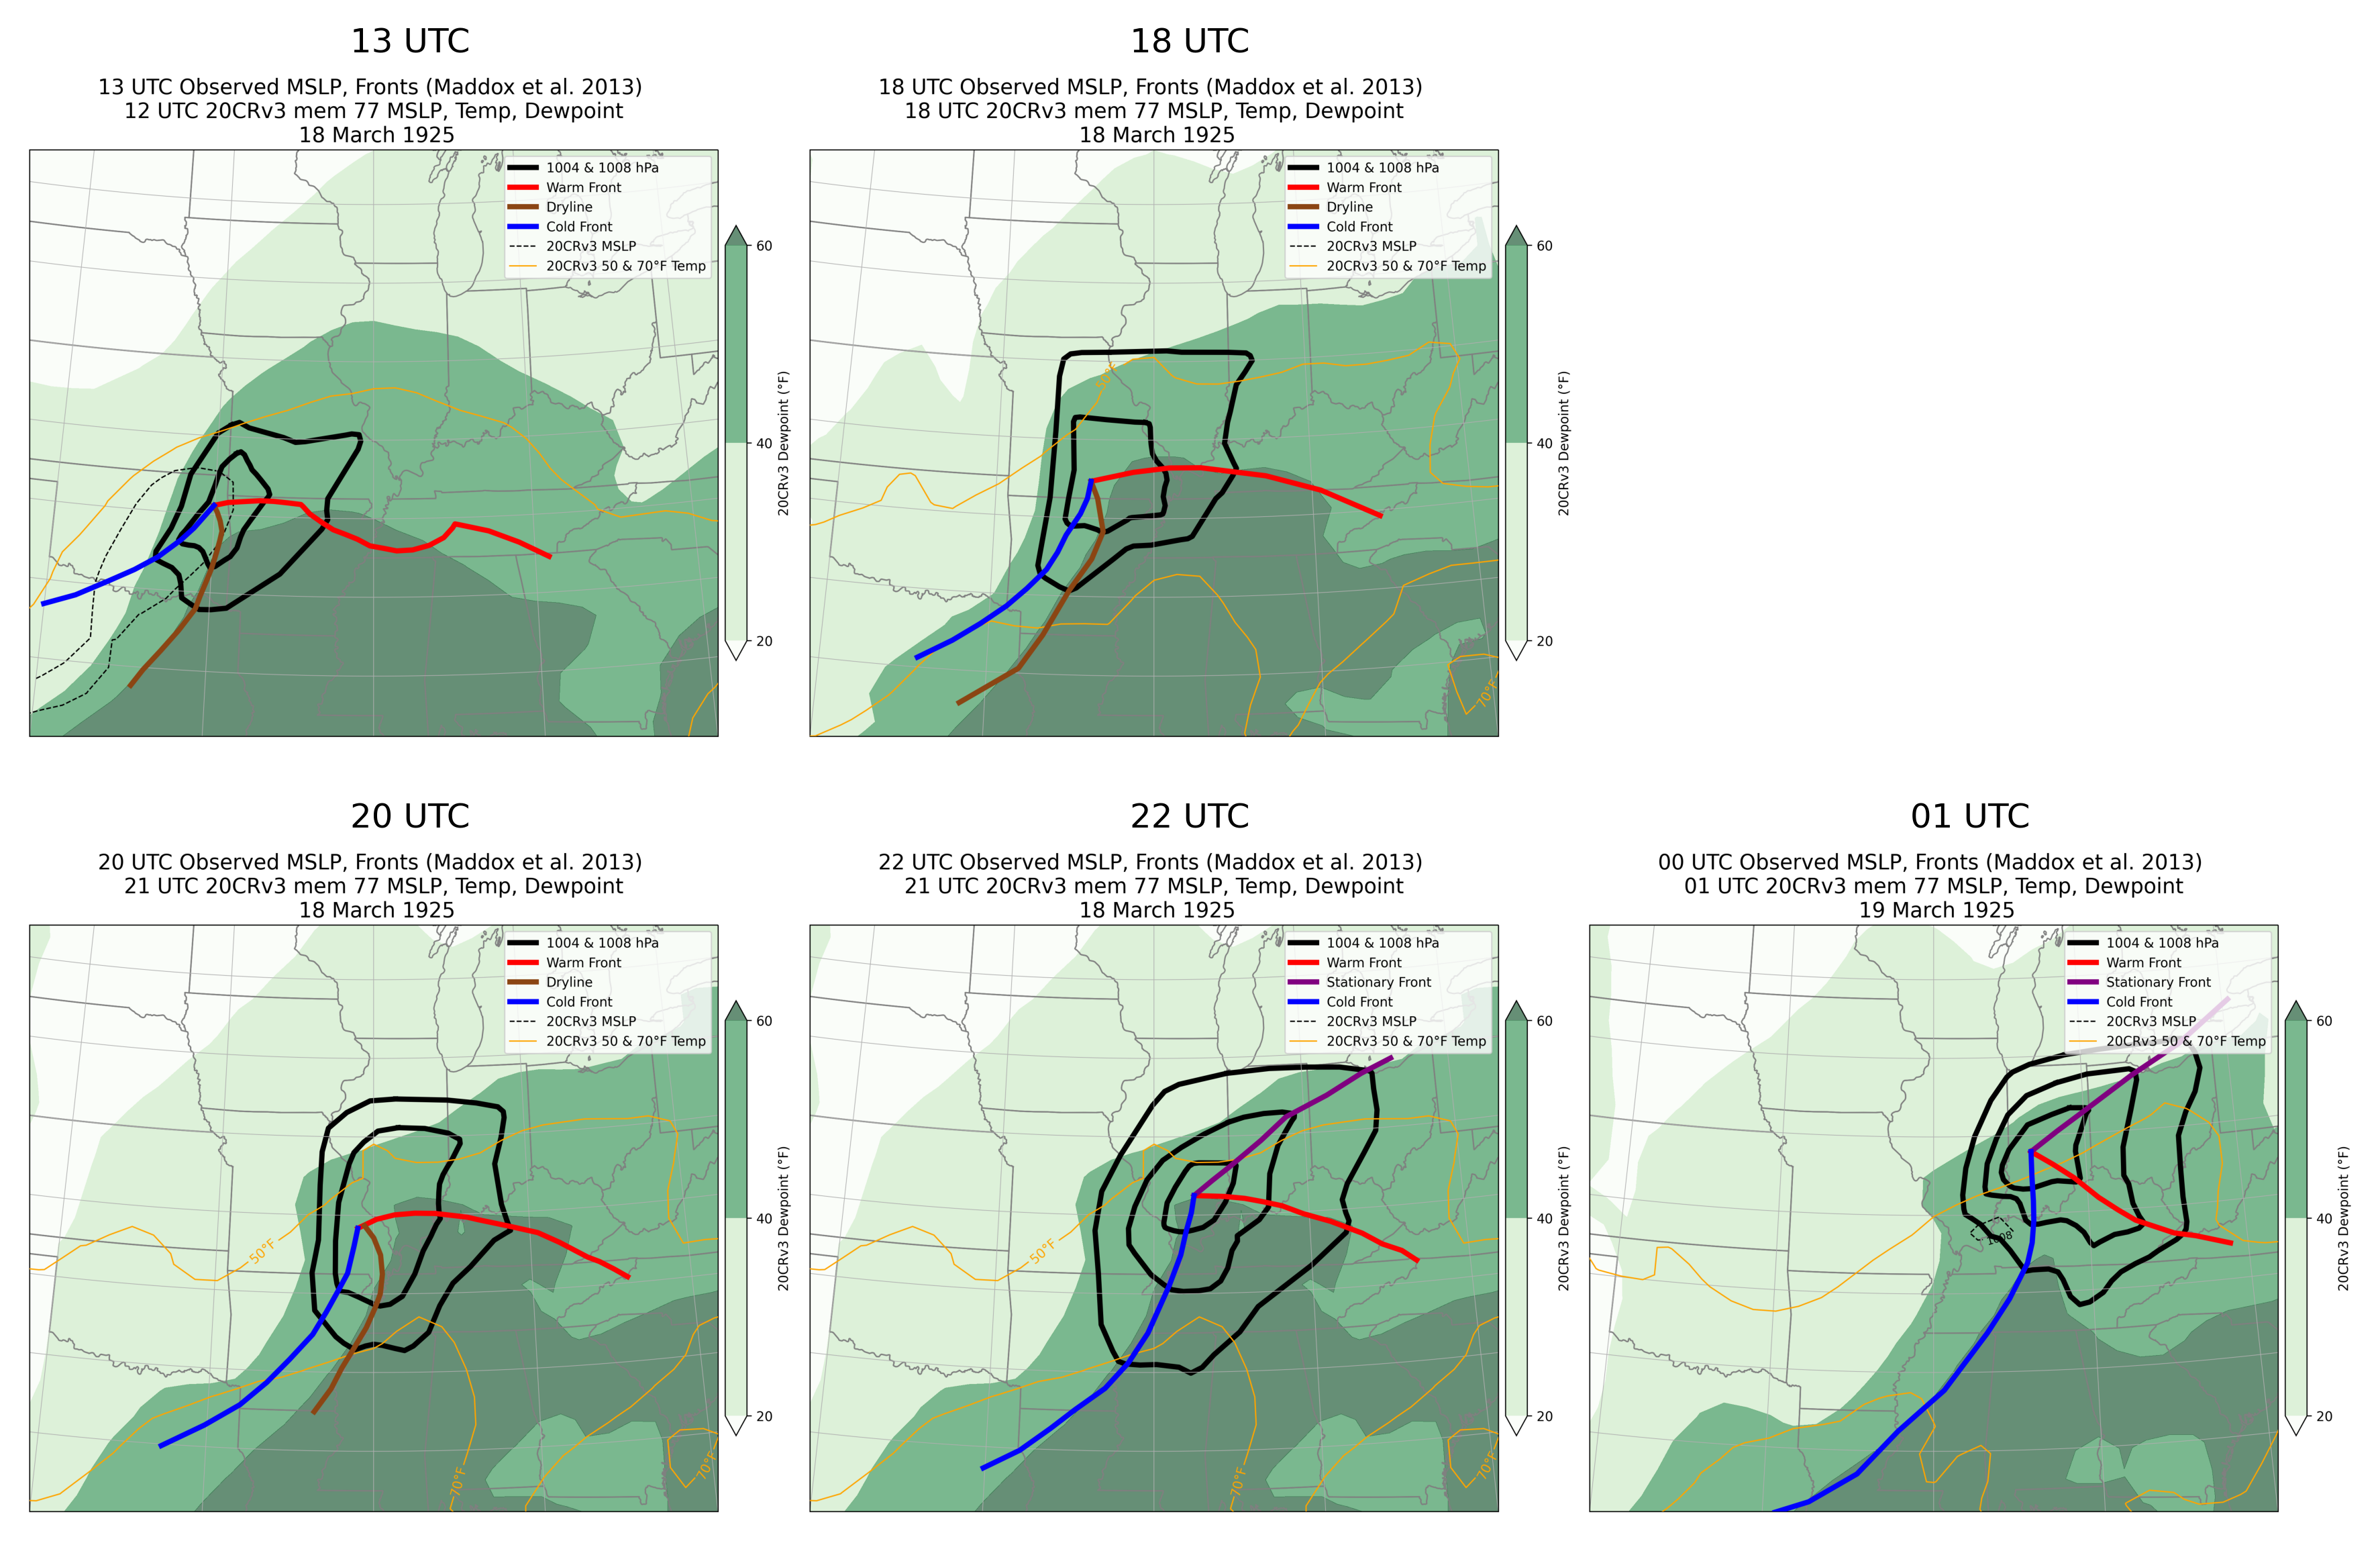 13 UTC
13 UTC Observed MSLP, Fronts (Maddox et al. 2013)
12 UTC 20CRv3 mem 77 MSLP, Temp, Dewpoint
18 March 1925
1004 & 1008 hPa
Warm Front
Dryline
Cold Front
20CRv3 MSLP
20CRv3 50 & 70°F Temp
60
40
20
20CRv3 Dewpoint (°F)
18 UTC
18 UTC Observed MSLP, Fronts (Maddox et al. 2013)
18 UTC 20CRv3 mem 77 MSLP, Temp, Dewpoint
18 March 1925
1004 & 1008 hPa
Warm Front
Dryline
Cold Front
20CRv3 MSLP
20CRv3 50 & 70°F Temp
50°F
70°F
60
40
20
20CRv3 Dewpoint (°F)
20 UTC
20 UTC Observed MSLP, Fronts (Maddox et al. 2013)
21 UTC 20CRv3 mem 77 MSLP, Temp, Dewpoint
18 March 1925
1004 & 1008 hPa
Warm Front
Dryline
Cold Front
20CRv3 MSLP
20CRv3 50 & 70°F Temp
50°F
70°F
70°F
60
40
20
20CRv3 Dewpoint (°F)
22 UTC
22 UTC Observed MSLP, Fronts (Maddox et al. 2013)
21 UTC 20CRv3 mem 77 MSLP, Temp, Dewpoint
18 March 1925
1004 & 1008 hPa
Warm Front
Stationary Front
Cold Front
20CRv3 MSLP
20CRv3 50 & 70°F Temp
50°F
70°F
70°F
60
40
20
20CRv3 Dewpoint (°F)
01 UTC
00 UTC Observed MSLP, Fronts (Maddox et al. 2013)
01 UTC 20CRv3 mem 77 MSLP, Temp, Dewpoint
19 March 1925
1004 & 1008 hPa
Warm Front
Stationary Front
Cold Front
20CRv3 MSLP
20CRv3 50 & 70°F Temp
1008
60
40
20
20CRv3 Dewpoint (°F)